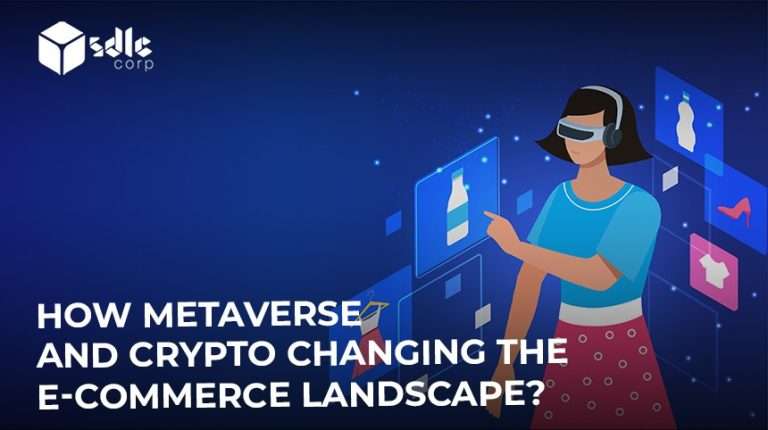 sdlc
corp
HOW METAVERSE
AND CRYPTO CHANGING THE
E-COMMERCE LANDSCAPE?